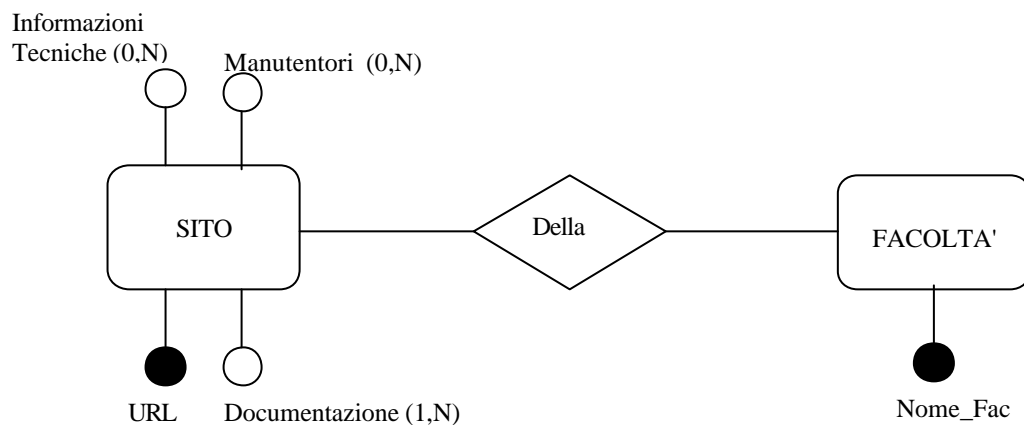 Informazioni
Tecniche (0,N)
Manutentori (0,N)
SITO
Della
FACOLTA'
URL
Documentazione (1,N)
Nome_Fac